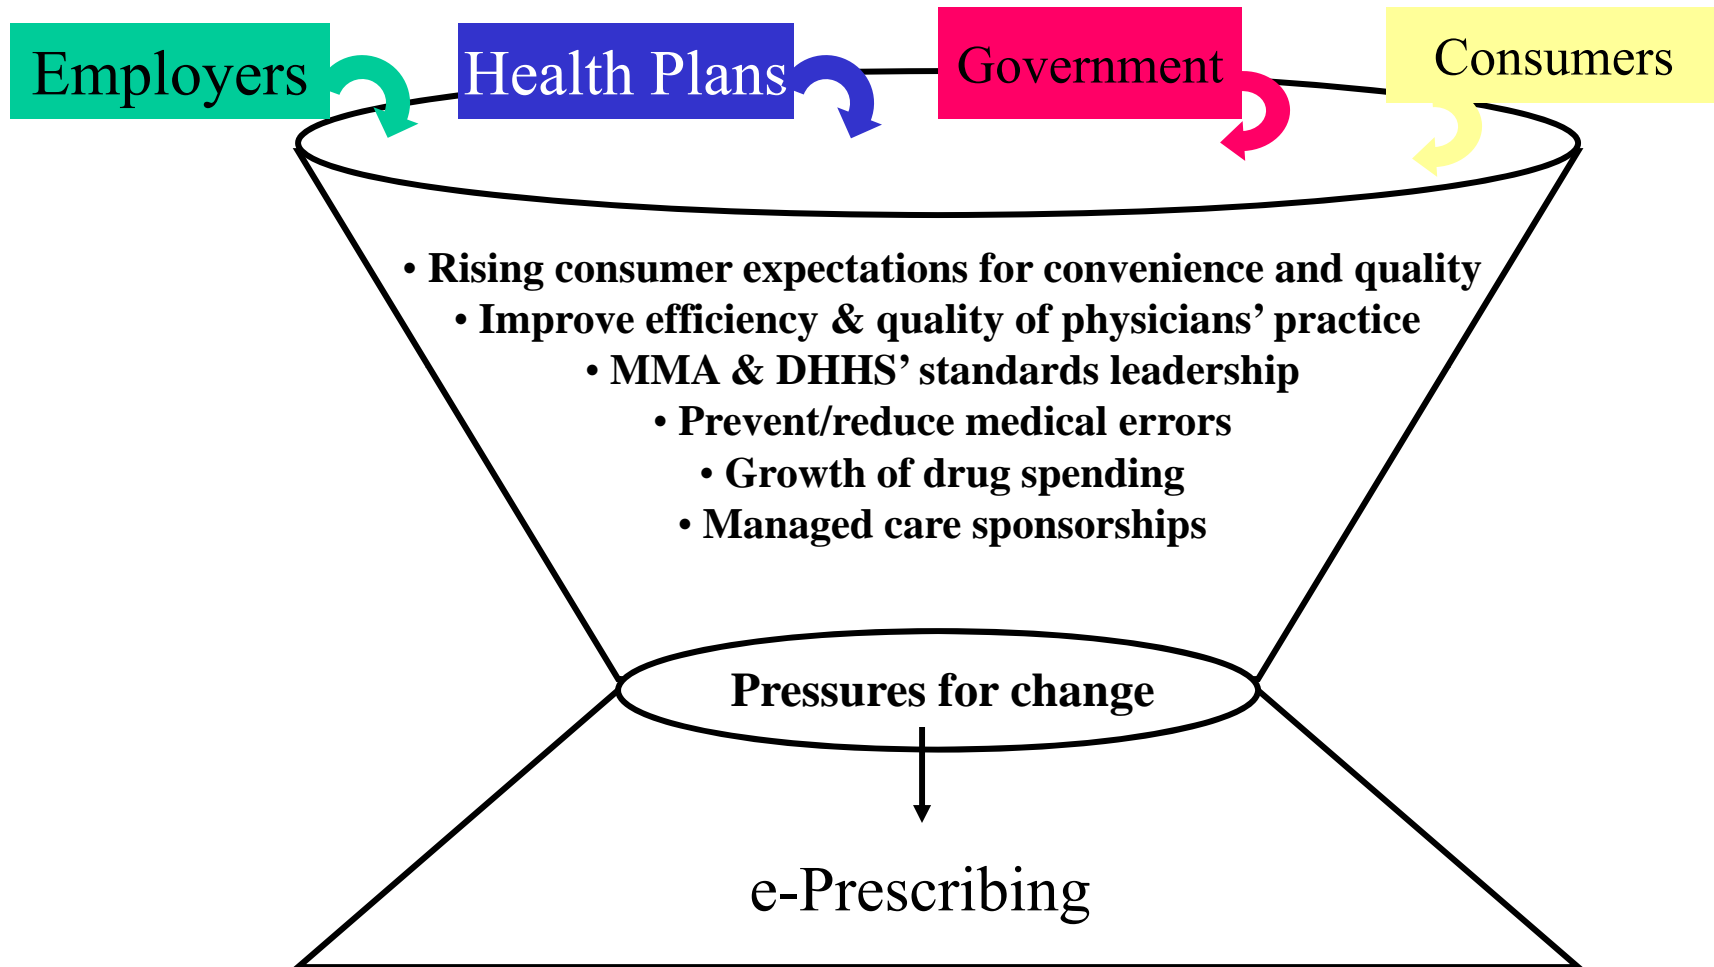 Employers
Health Plans
Government
Consumers
• Rising consumer expectations for convenience and quality
• Improve efficiency & quality of physicians’ practice
• MMA & DHHS’ standards leadership
• Prevent/reduce medical errors
• Growth of drug spending
• Managed care sponsorships
Pressures for change
e-Prescribing